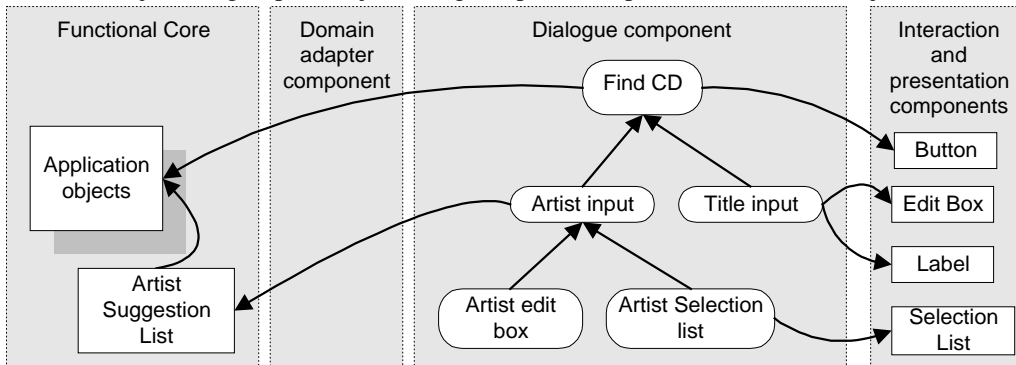 Functional Core
Domain
adapter
component
Dialogue component
Interaction
and
presentation
components
Find CD
Application
objects
Button
Artist input
Title input
Edit Box
Label
Artist
Suggestion
List
Artist edit
box
Artist Selection
list
Selection
List